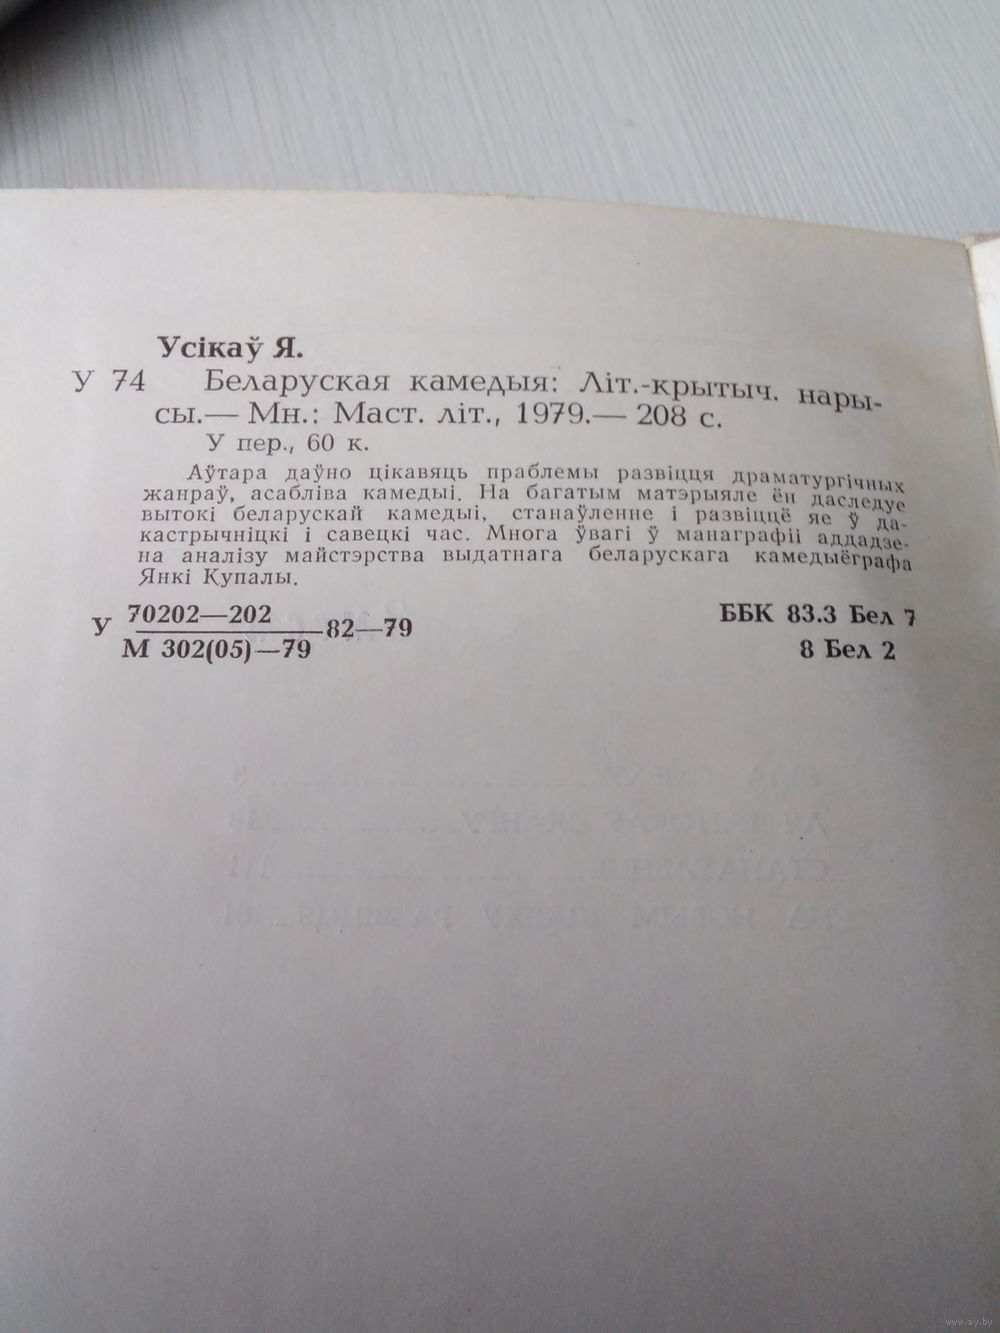 Усікаў Я.
У 74 Беларуская камедыя: Літ.-крытыч. нары-
сы.— Мн.: Маст. літ., 1979.— 208 с.
У пер., 60 к.
Аўтара даўно цікавяць праблемы развіцця драматургічных
жанраў, асабліва камедыі. На багатым матэрыяле ён даследуе
вытокі беларускай камедыі, станаўленне і развіццё яе ў да-
кастрычніцкі і савецкі час. Многа ўвагі ў манаграфіі аддадзе-
на аналізу майстэрства выдатнага беларускага камедыёграфа
Янкі Купалы.
У 70202—202
М 302(05)—79 82—79
ББК 83.3 Бел 7
8 Бел 2
www.ay.by